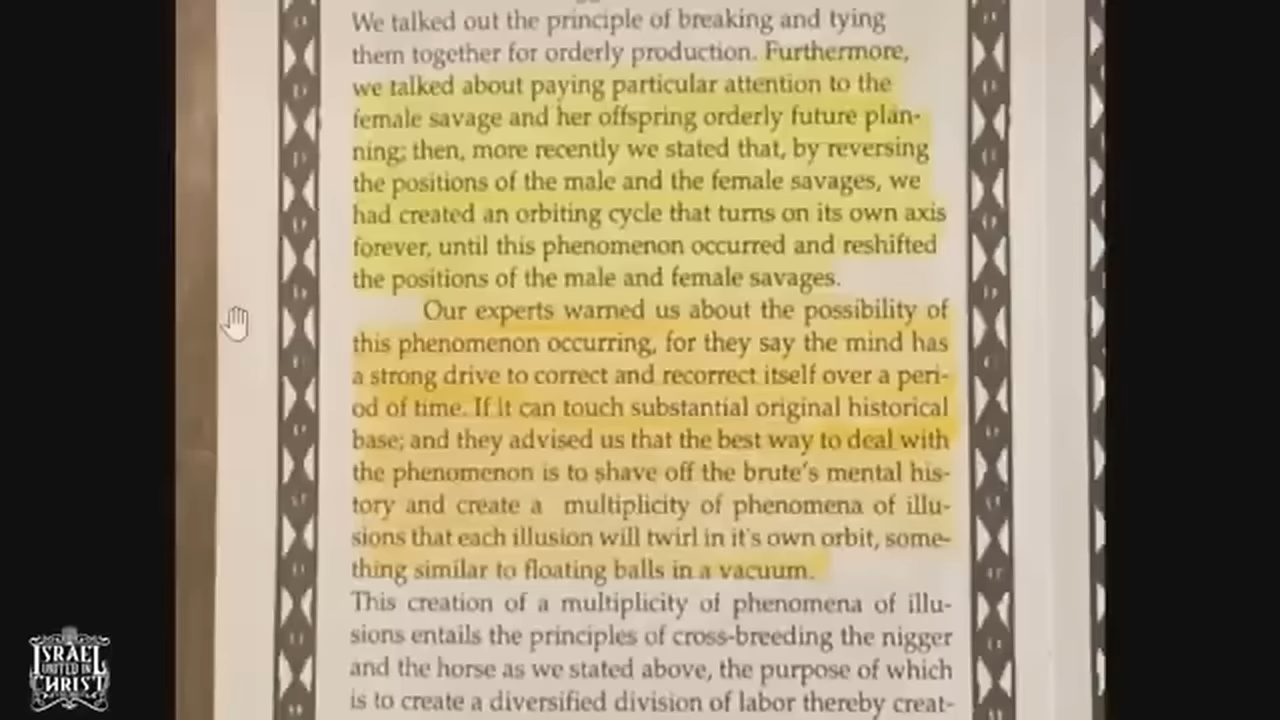 We talked out the principle of breaking and tying
them together for orderly production. Furthermore,
we talked about paying particular attention to the
female savage and her offspring orderly future plan-
ning; then, more recently we stated that, by reversing
the positions of the male and the female savages, we
had created an orbiting cycle that turns on its own axis
forever, until this phenomenon occurred and reshifted
the positions of the male and female savages.
Our experts warned us about the possibility of
this phenomenon occurring, for they say the mind has
a strong drive to correct and recorrect itself over a peri-
od of time. If it can touch substantial original historical
base; and they advised us that the best way to deal with
the phenomenon is to shave off the brute's mental his-
tory and create a multiplicity of phenomena of illu-
sions that each illusion will twirl in it's own orbit, some-
thing similar to floating balls in a vacuum.
This creation of a multiplicity of phenomena of illu-
sions entails the principles of cross-breeding the nigger
and the horse as we stated above, the purpose of which
is to create a diversified division of labor thereby creat-
ISRAEL
UNITED IN
CHRIST